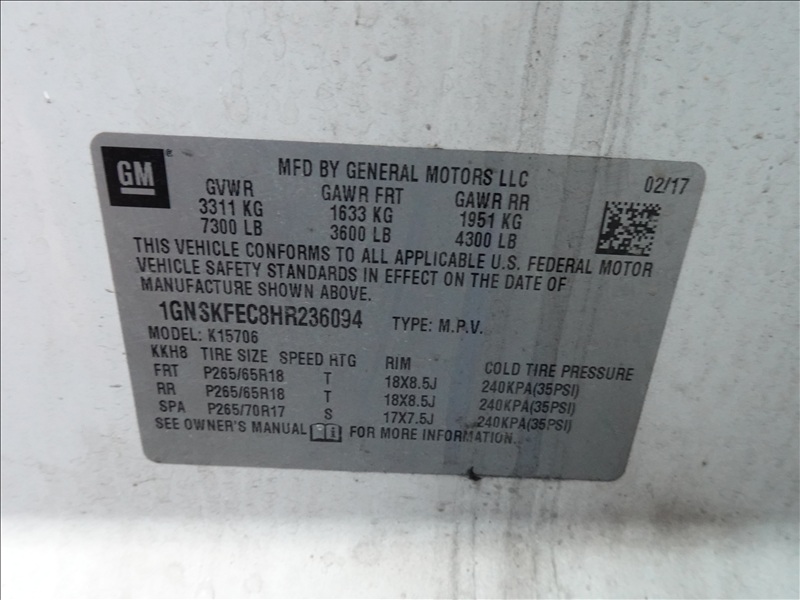 GM ®
MFD BY GENERAL MOTORS LLC 02/17
GVWR GAWR FRT GAWR RR
3311 KG 1633 KG 1951 KG
7300 LB 3600 LB 4300 LB
THIS VEHICLE CONFORMS TO ALL APPLICABLE U.S. FEDERAL MOTOR
VEHICLE SAFETY STANDARDS IN EFFECT ON THE DATE OF
MANUFACTURE SHOWN ABOVE.
1GNSKFEC8HR236094 TYPE: M.P.V.
MODEL: K15706
KKH8 TIRE SIZE SPEED RTG RIM COLD TIRE PRESSURE
FRT P265/65R18 T 18X8.5J 240KPA(35PSI)
RR P265/65R18 T 18X8.5J 240KPA(35PSI)
SPA P265/70R17 S 17X7.5J 240KPA(35PSI)
SEE OWNER'S MANUAL FOR MORE INFORMATION.